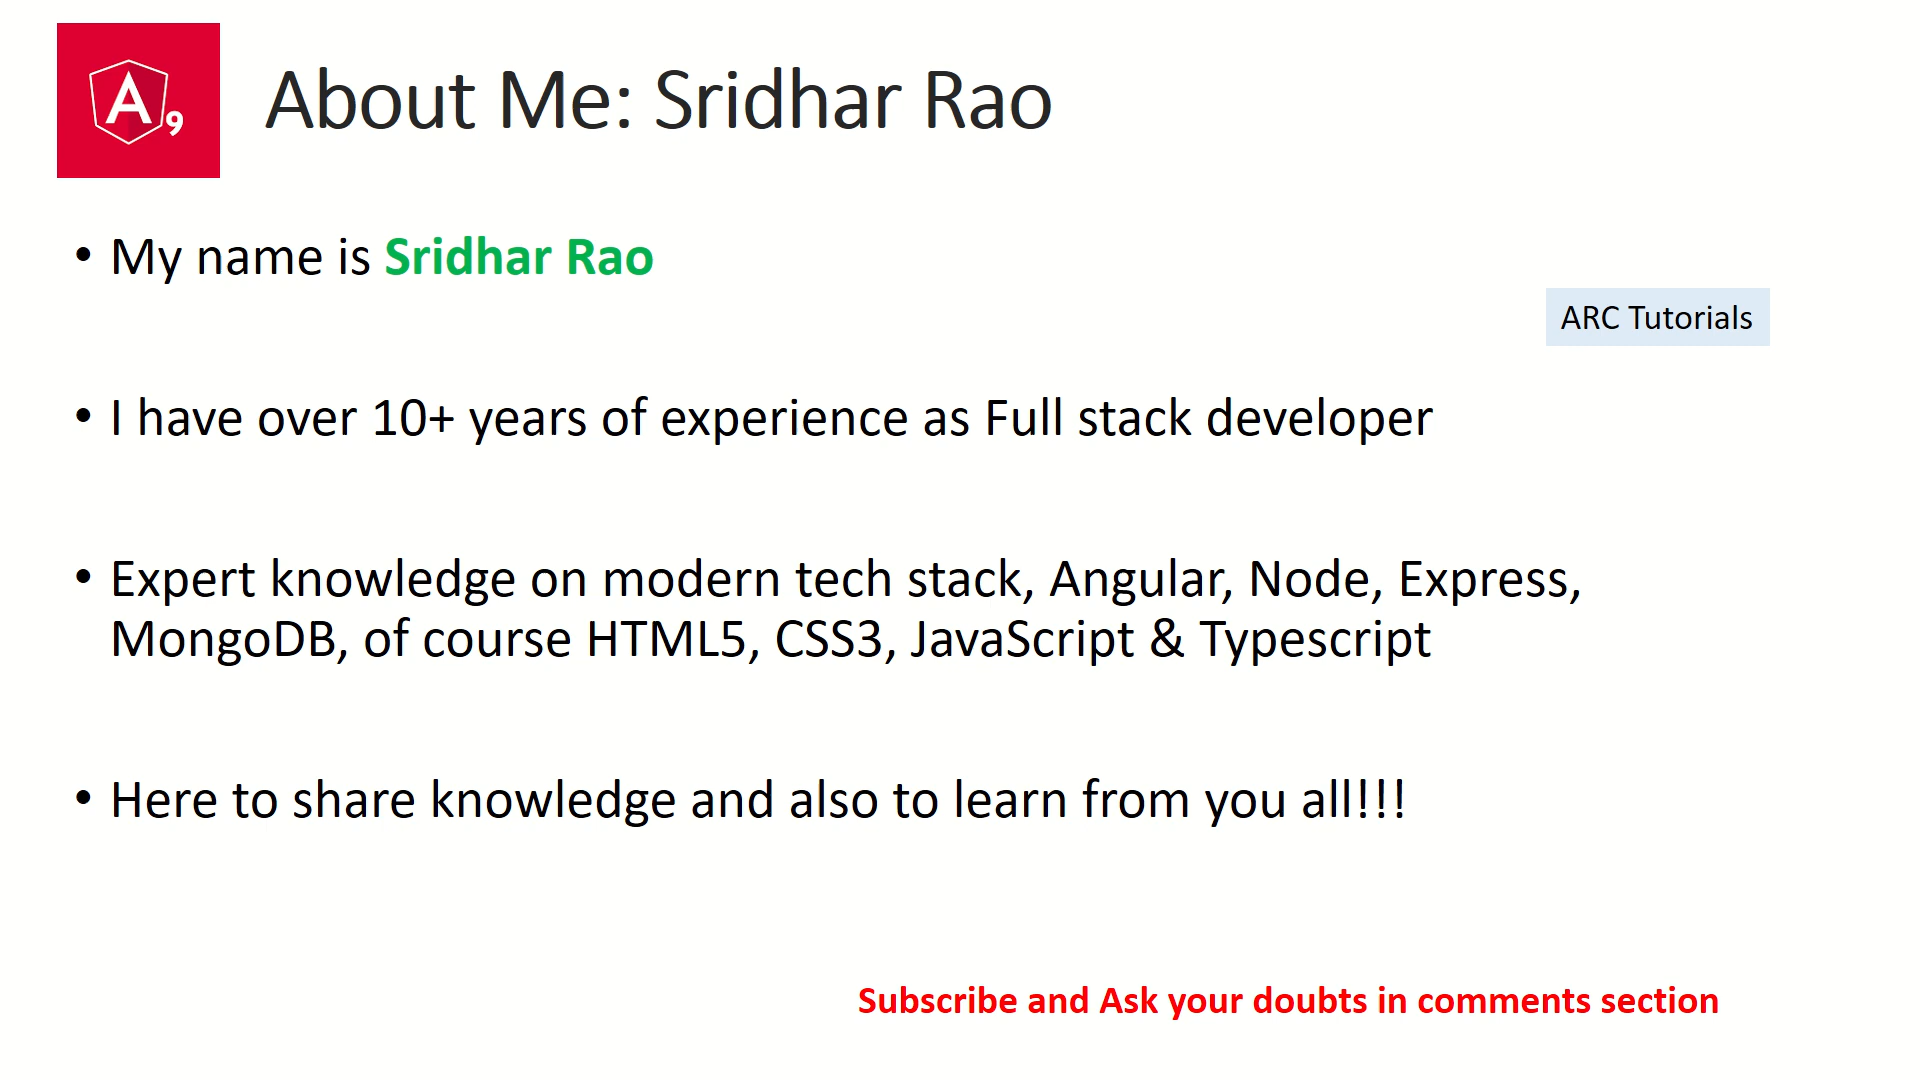 A9
About Me: Sridhar Rao
• My name is Sridhar Rao
ARC Tutorials
• I have over 10+ years of experience as Full stack developer
• Expert knowledge on modern tech stack, Angular, Node, Express,
MongoDB, of course HTML5, CSS3, JavaScript & Typescript
• Here to share knowledge and also to learn from you all!!!
Subscribe and Ask your doubts in comments section